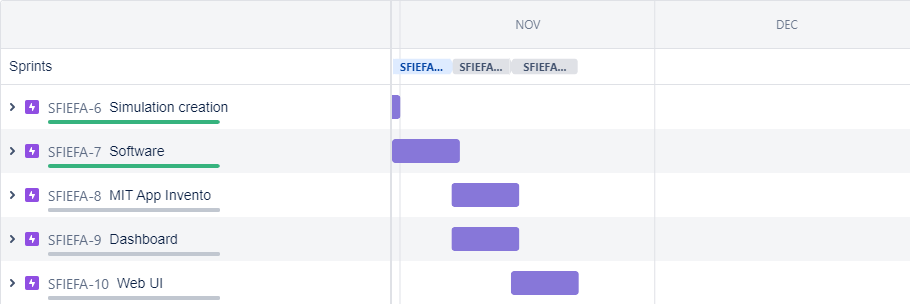 NOV DEC
Sprints SFIEFA... SFIEFA... SFIEFA...
SFIEFA-6 Simulation creation
SFIEFA-7 Software
SFIEFA-8 MIT App Invento
SFIEFA-9 Dashboard
SFIEFA-10 Web UI